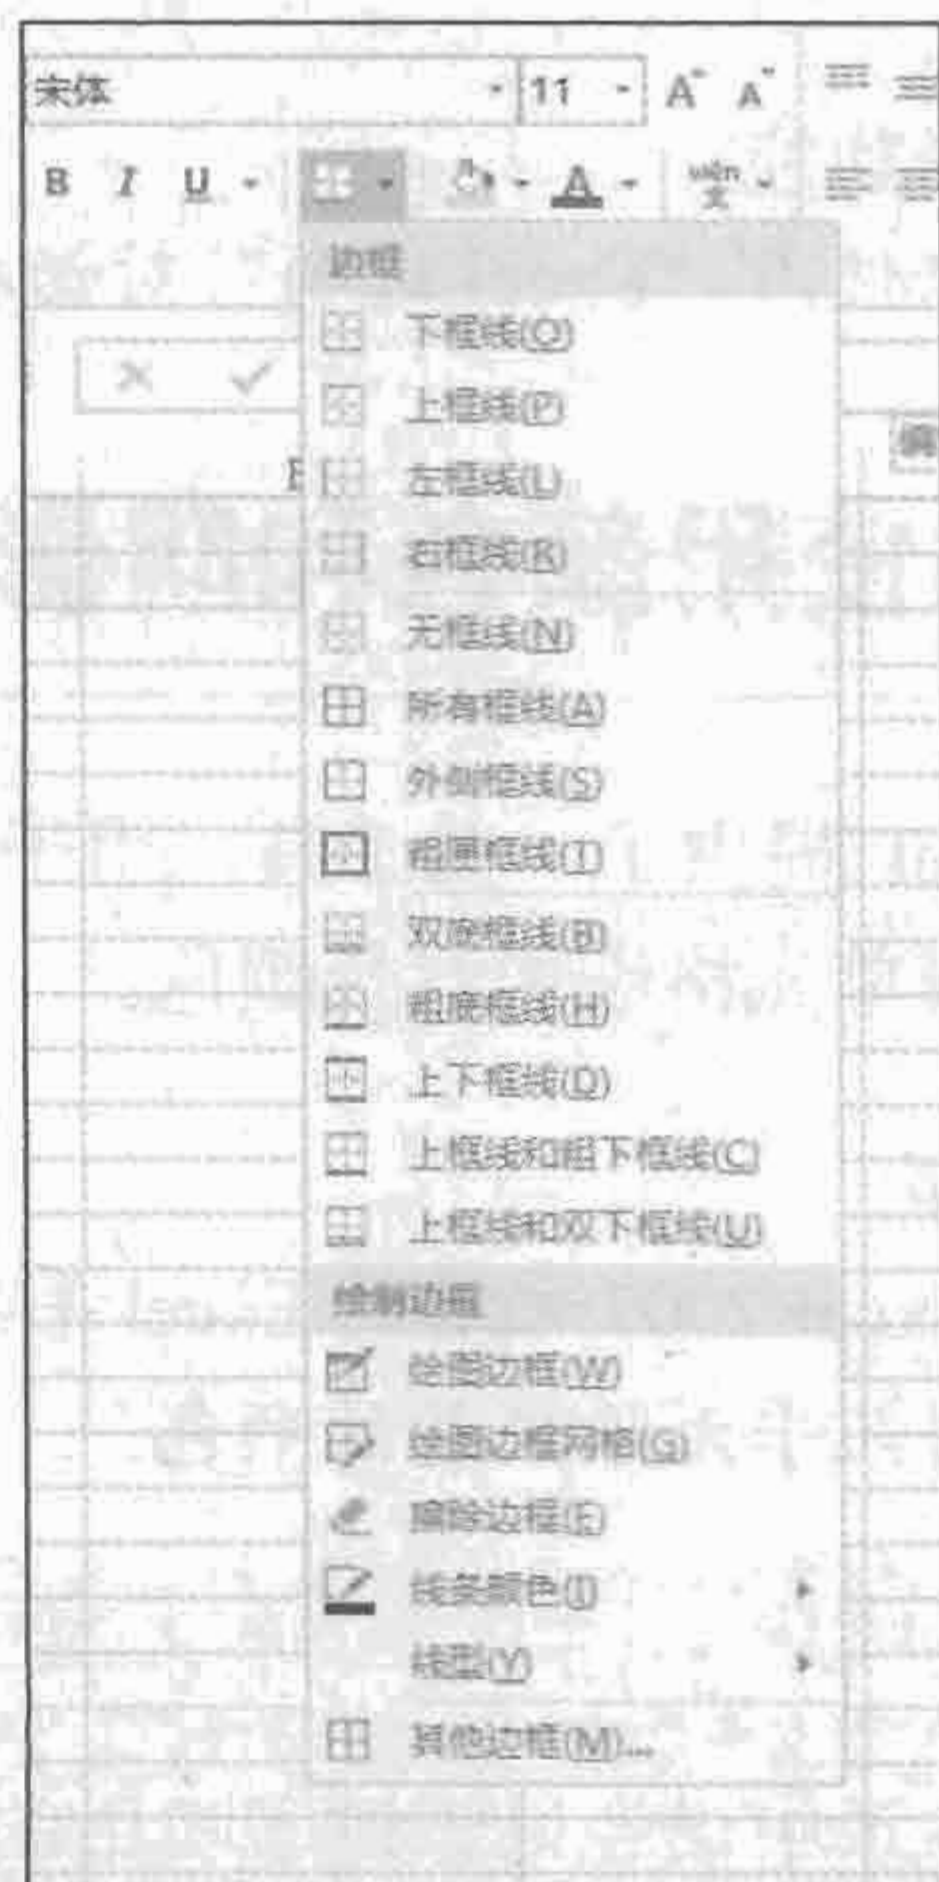 宋体 11 A A
B I U A wén 文
边框
下框线(O)
上框线(P)
左框线(L)
右框线(R)
无框线(N)
所有框线(A)
外侧框线(S)
粗匣框线(T)
双底框线(B)
粗底框线(H)
上下框线(D)
上框线和粗下框线(C)
上框线和双下框线(U)
绘制边框
绘图边框(W)
绘图边框网格(G)
擦除边框(E)
线条颜色(I)
线型(Y)
其他边框(M)...